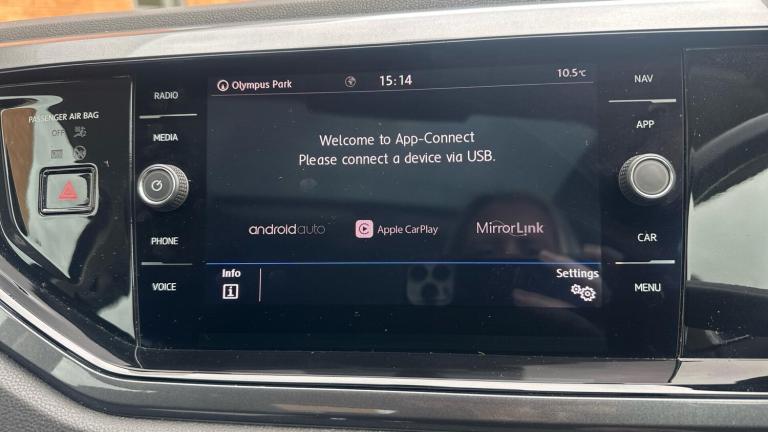 PASSENGER AIR BAG
OFF
RADIO
MEDIA
PHONE
VOICE
Olympus Park
15:14
10.5°C
Welcome to App-Connect
Please connect a device via USB.
androidauto
Apple CarPlay
MirrorLink
Info
i
Settings
NAV
APP
CAR
MENU